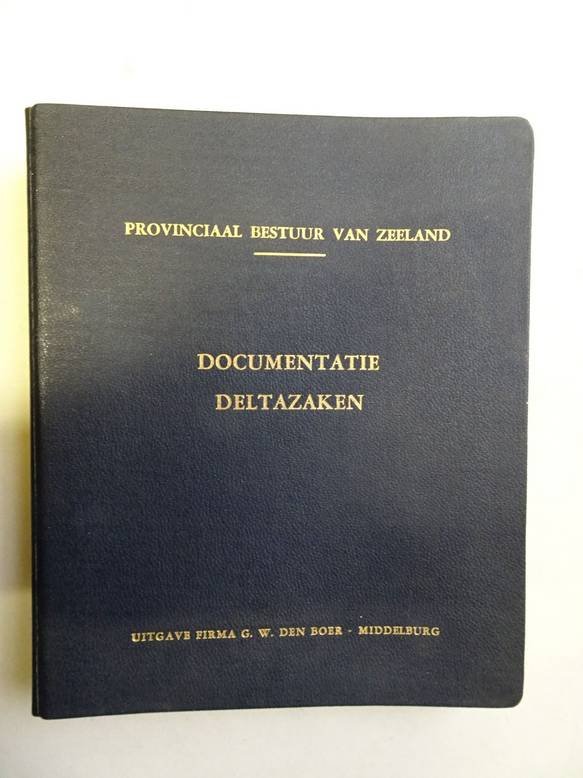 PROVINCIAAL BESTUUR VAN ZEELAND
DOCUMENTATIE
DELTAZAKEN
UITGAVE FIRMA G. W. DEN BOER - MIDDELBURG